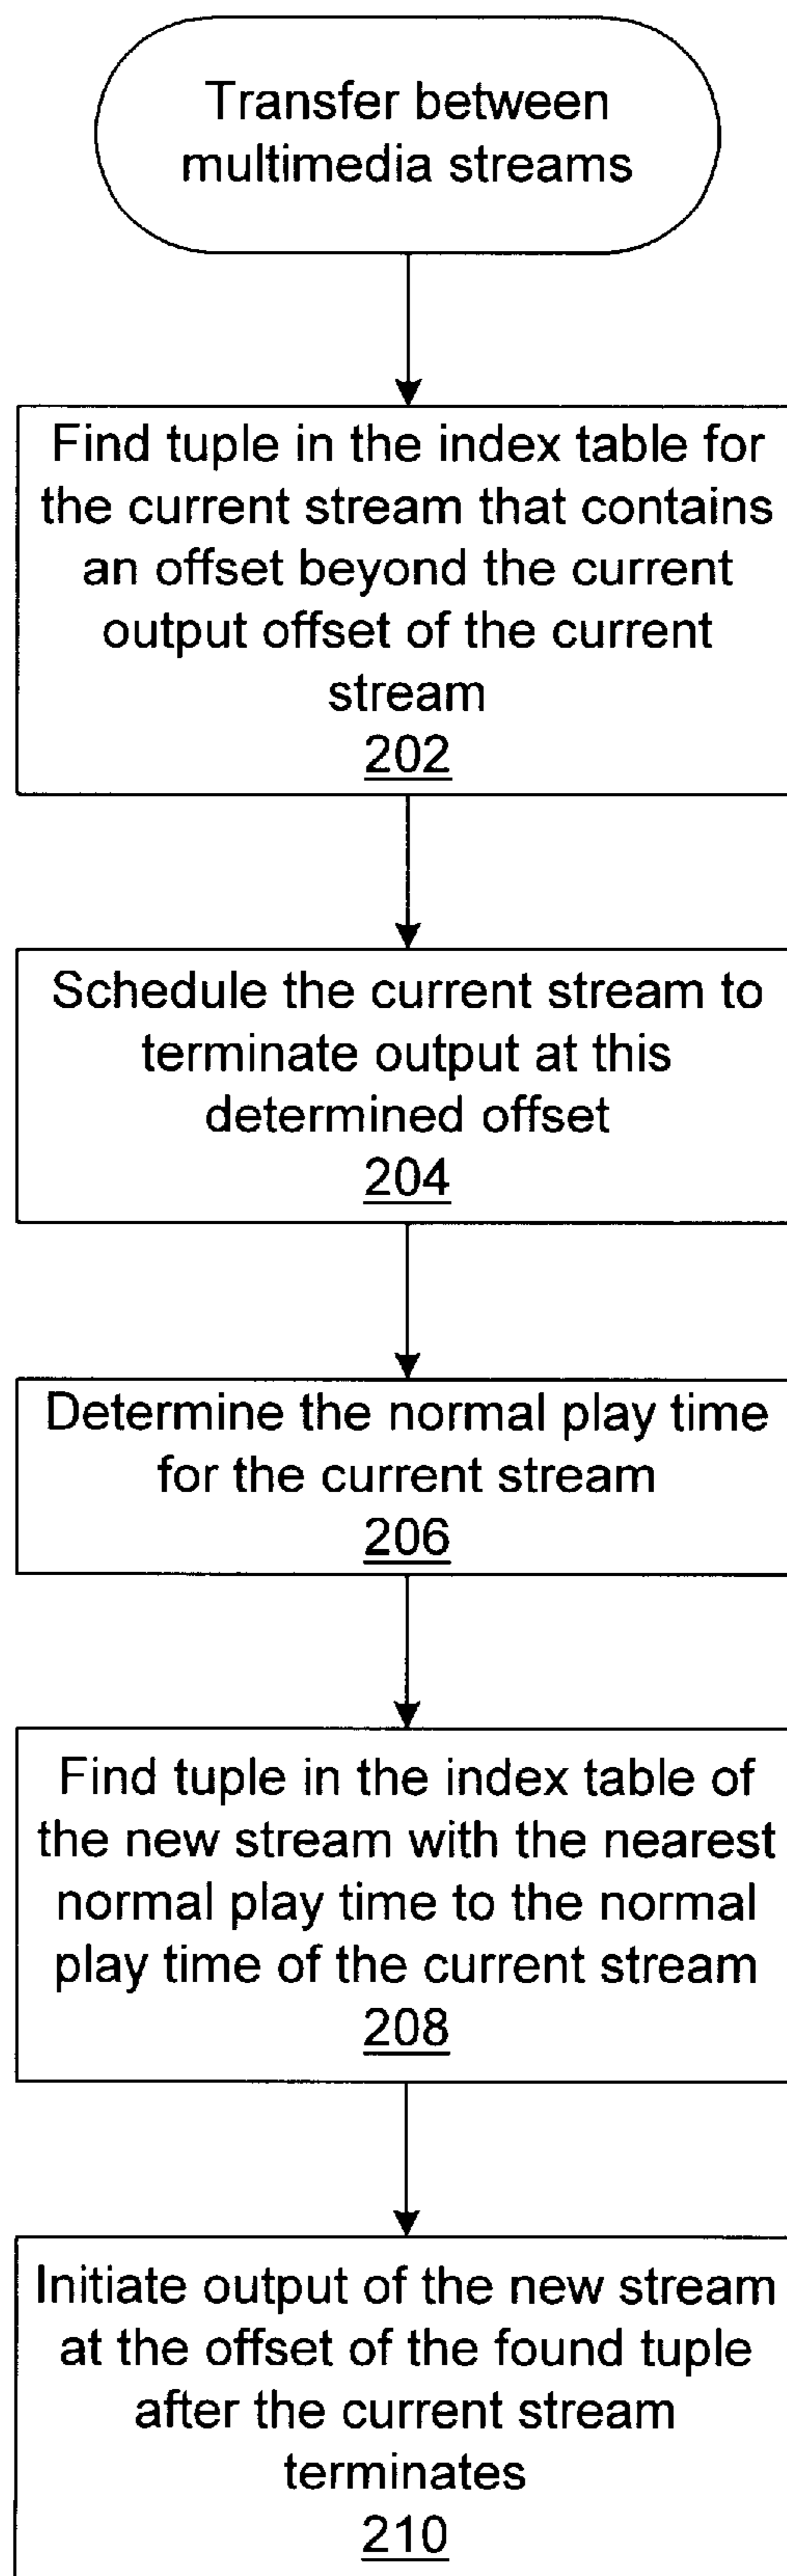 Transfer between
multimedia streams
Find tuple in the index table for
the current stream that contains
an offset beyond the current
output offset of the current
stream
202
Schedule the current stream to
terminate output at this
determined offset
204
Determine the normal play time
for the current stream
206
Find tuple in the index table of
the new stream with the nearest
normal play time to the normal
play time of the current stream
208
Initiate output of the new stream
at the offset of the found tuple
after the current stream
terminates
210